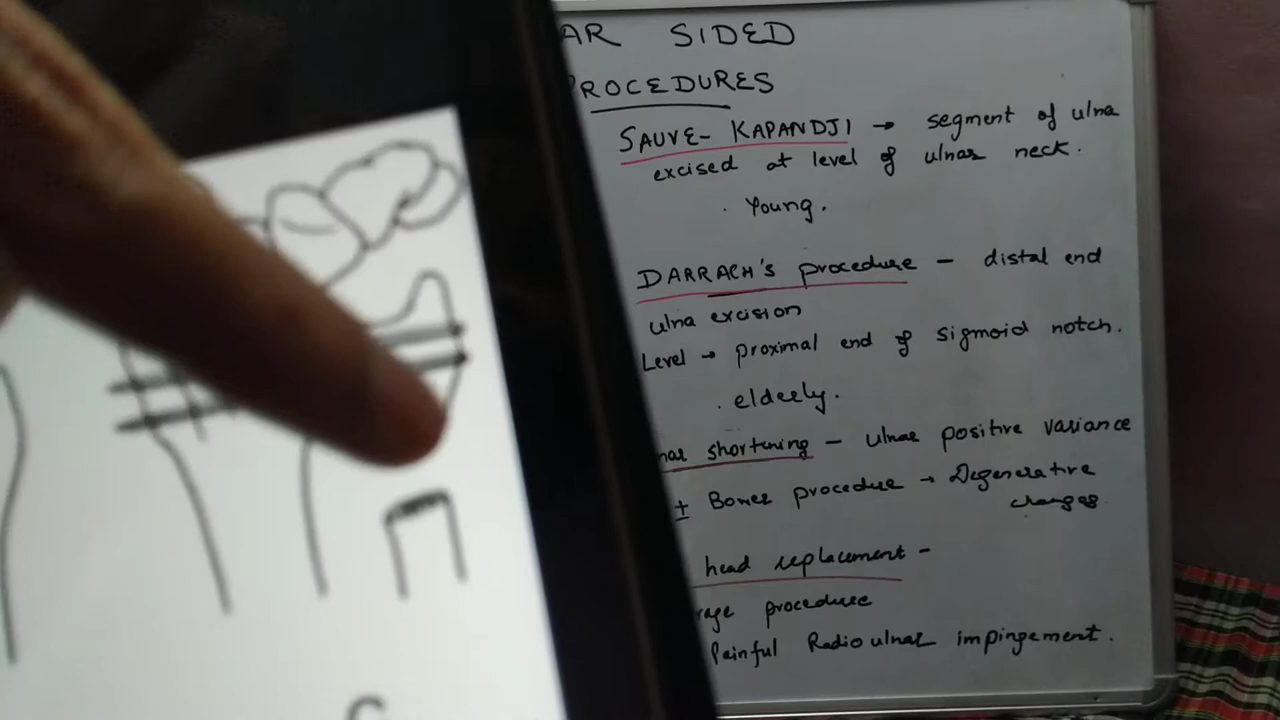 AR SIDED
PROCEDURES
SAUVE- KAPANDJI → segment of ulna
excised at level of ulnar neck.
. Young.
DARRACH'S procedure - distal end
ulna excision
Level → proximal end of sigmoid notch.
. elderly.
nar shortening - ulnar positive variance
± Bower procedure → Degenerative
changes
head replacement -
rage procedure
Painful Radioulnar impingement.